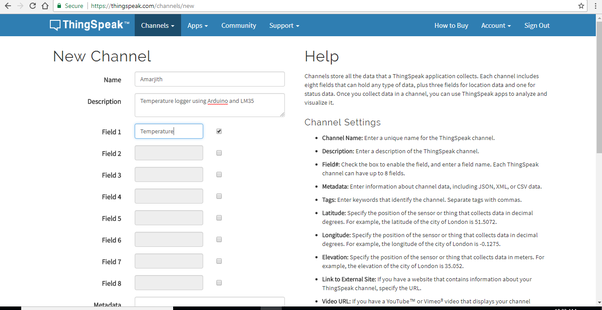 Secure | https://thingspeak.com/channels/new
ThingSpeak™ Channels Apps Community Support How to Buy Account Sign Out
New Channel
Name Amarjith
Description Temperature logger using Arduino and LM35
Field 1 Temperature
Field 2
Field 3
Field 4
Field 5
Field 6
Field 7
Field 8
Metadata
Help
Channels store all the data that a ThingSpeak application collects. Each channel includes
eight fields that can hold any type of data, plus three fields for location data and one for
status data. Once you collect data in a channel, you can use ThingSpeak apps to analyze and
visualize it.
Channel Settings
• Channel Name: Enter a unique name for the ThingSpeak channel.
• Description: Enter a description of the ThingSpeak channel.
• Field#: Check the box to enable the field, and enter a field name. Each ThingSpeak
channel can have up to 8 fields.
• Metadata: Enter information about channel data, including JSON, XML, or CSV data.
• Tags: Enter keywords that identify the channel. Separate tags with commas.
• Latitude: Specify the position of the sensor or thing that collects data in decimal
degrees. For example, the latitude of the city of London is 51.5072.
• Longitude: Specify the position of the sensor or thing that collects data in decimal
degrees. For example, the longitude of the city of London is -0.1275.
• Elevation: Specify the position of the sensor or thing that collects data in meters. For
example, the elevation of the city of London is 35.052.
• Link to External Site: If you have a website that contains information about your
ThingSpeak channel, specify the URL.
• Video URL: If you have a YouTube™ or Vimeo® video that displays your channel